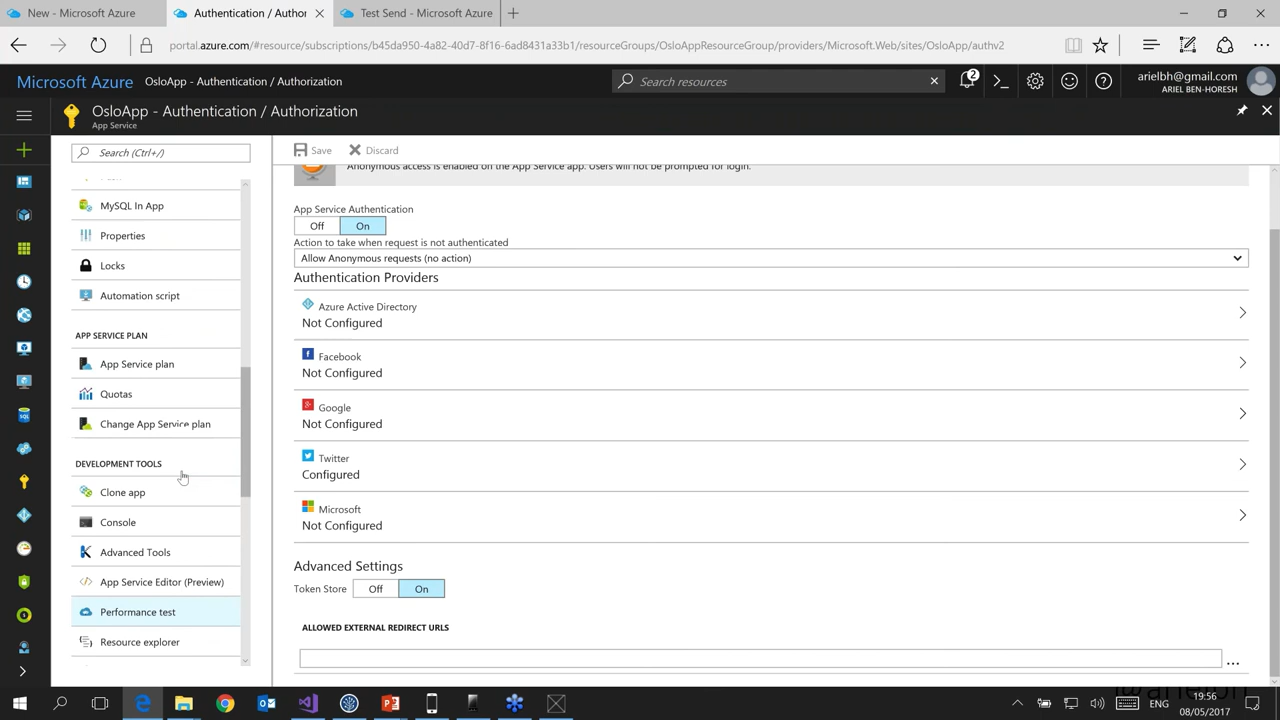 New - Microsoft Azure
Authentication / Authori
Test Send - Microsoft Azure
portal.azure.com/#resource/subscriptions/b45da950-4a82-40d7-8f16-6ad8431a33b1/resourceGroups/OsloAppResourceGroup/providers/Microsoft.Web/sites/OsloApp/authv2
Microsoft Azure
OsloApp - Authentication / Authorization
Search resources
2
arielbh@gmail.com
ARIEL BEN-HORESH
OsloApp - Authentication / Authorization
App Service
Search (Ctrl+/)
MySQL In App
Properties
Locks
Automation script
APP SERVICE PLAN
App Service plan
Quotas
Change App Service plan
DEVELOPMENT TOOLS
Clone app
Console
Advanced Tools
App Service Editor (Preview)
Performance test
Resource explorer
Save
Discard
Anonymous access is enabled on the App Service app. Users will not be prompted for login.
App Service Authentication
Off
On
Action to take when request is not authenticated
Allow Anonymous requests (no action)
Authentication Providers
Azure Active Directory
Not Configured
Facebook
Not Configured
Google
Not Configured
Twitter
Configured
Microsoft
Not Configured
Advanced Settings
Token Store
Off
On
ALLOWED EXTERNAL REDIRECT URLS
...
ENG
19:56
08/05/2017